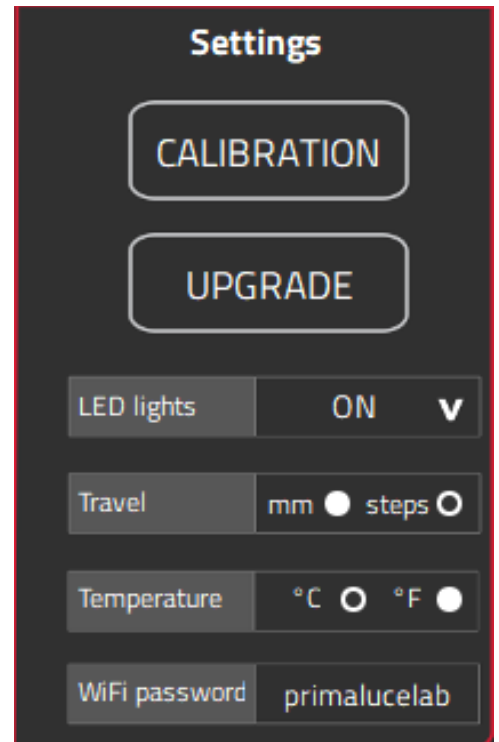 Settings
CALIBRATION
UPGRADE
LED lights ON v
Travel mm steps
Temperature °C °F
WiFi password primalucelab